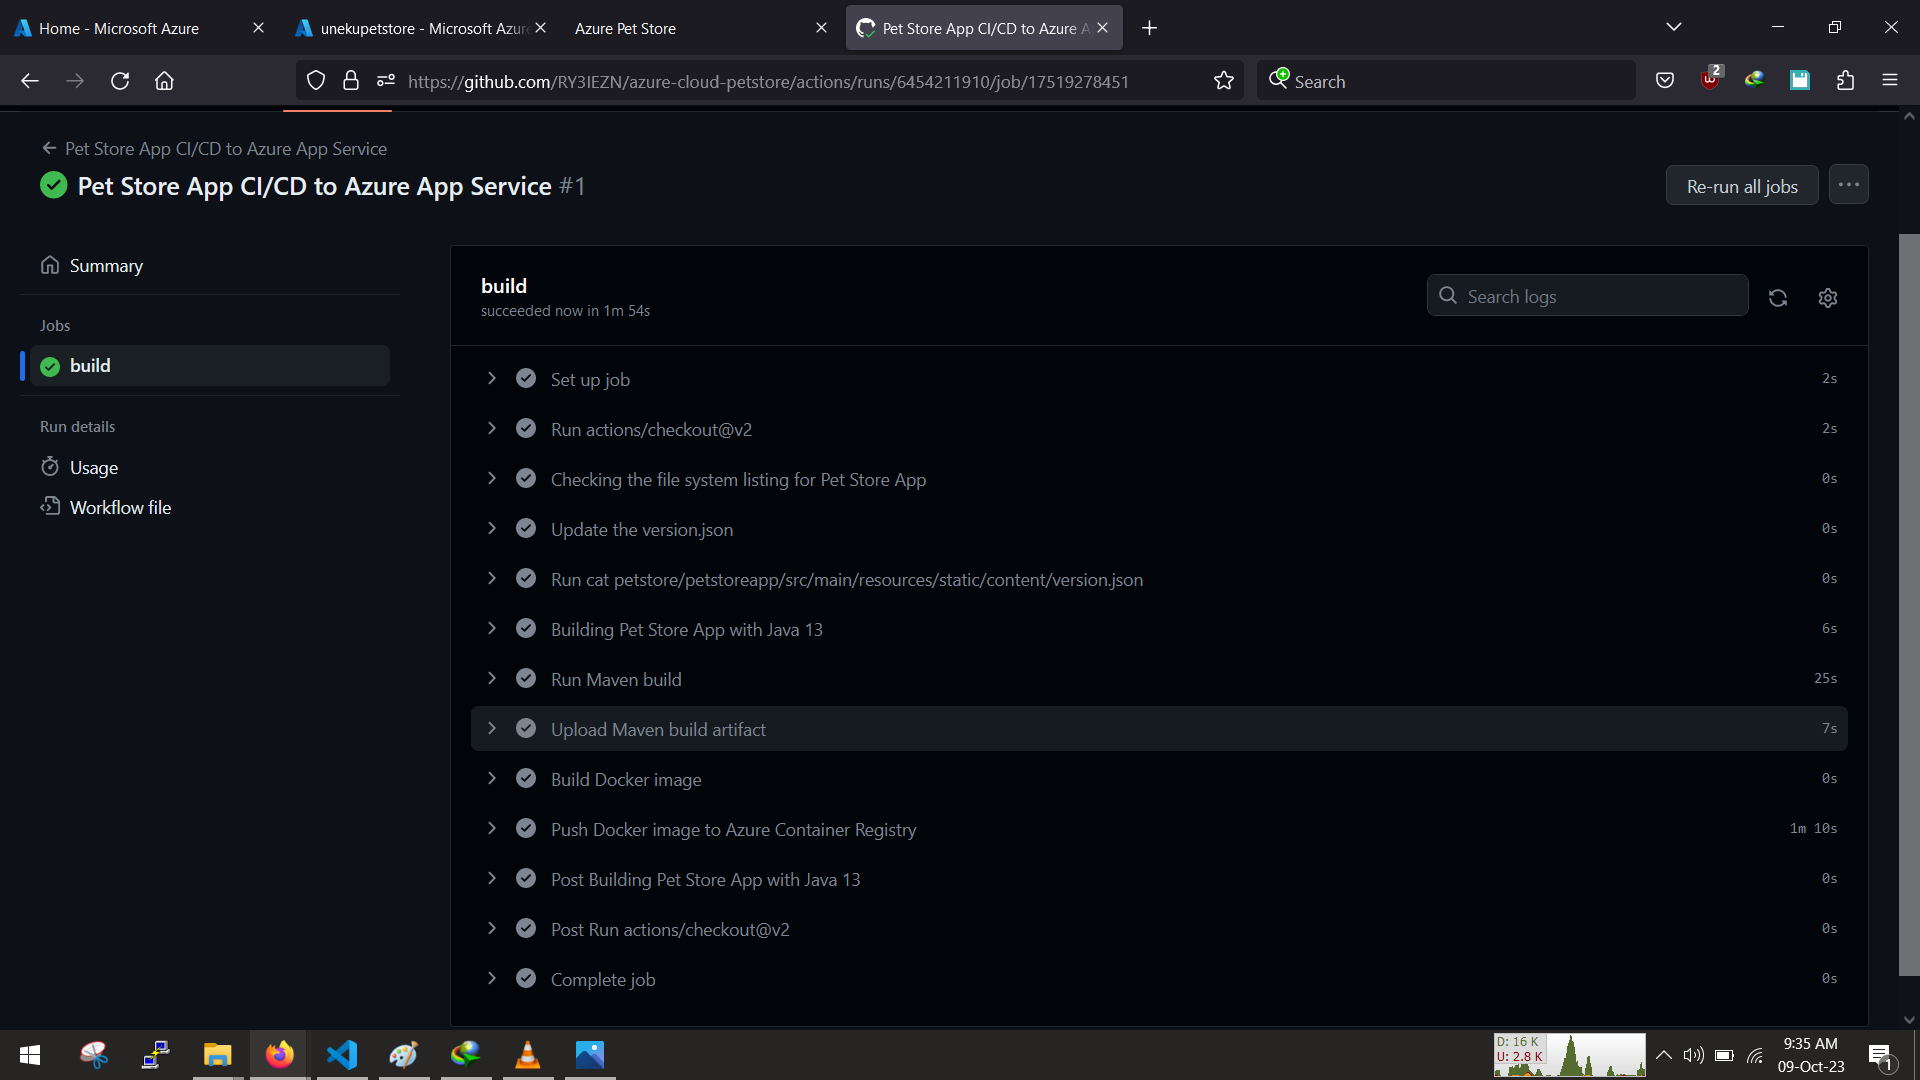 Home - Microsoft Azure
unekupetstore - Microsoft Azure
Azure Pet Store
Pet Store App CI/CD to Azure A
https://github.com/RY3IEZN/azure-cloud-petstore/actions/runs/6454211910/job/17519278451
Search
2
Pet Store App CI/CD to Azure App Service
Pet Store App CI/CD to Azure App Service #1
Re-run all jobs
Summary
Jobs
build
Run details
Usage
Workflow file
build
succeeded now in 1m 54s
Search logs
Set up job 2s
Run actions/checkout@v2 2s
Checking the file system listing for Pet Store App 0s
Update the version.json 0s
Run cat petstore/petstoreapp/src/main/resources/static/content/version.json 0s
Building Pet Store App with Java 13 6s
Run Maven build 25s
Upload Maven build artifact 7s
Build Docker image 0s
Push Docker image to Azure Container Registry 1m 10s
Post Building Pet Store App with Java 13 0s
Post Run actions/checkout@v2 0s
Complete job 0s
D: 16 K
U: 2.8 K
9:35 AM
09-Oct-23
1